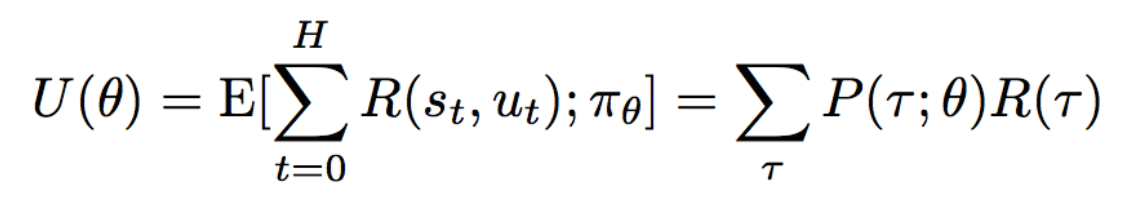 U(θ) = E[∑_{t=0}^{H} R(s_t, u_t); π_θ] = ∑_τ P(τ; θ)R(τ)